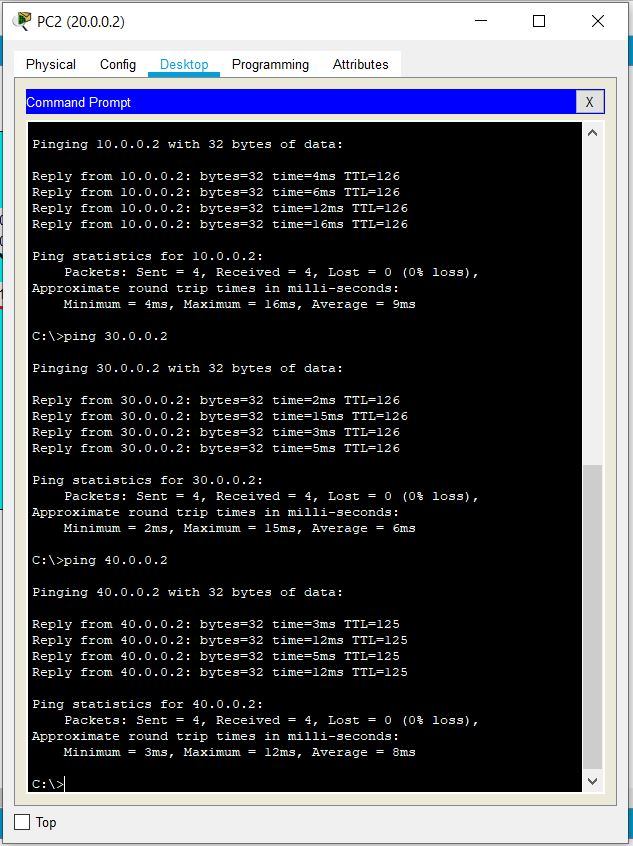 PC2 (20.0.0.2)
Physical Config Desktop Programming Attributes
Command Prompt X
Pinging 10.0.0.2 with 32 bytes of data:
Reply from 10.0.0.2: bytes=32 time=4ms TTL=126
Reply from 10.0.0.2: bytes=32 time=6ms TTL=126
Reply from 10.0.0.2: bytes=32 time=12ms TTL=126
Reply from 10.0.0.2: bytes=32 time=16ms TTL=126
Ping statistics for 10.0.0.2:
Packets: Sent = 4, Received = 4, Lost = 0 (0% loss),
Approximate round trip times in milli-seconds:
Minimum = 4ms, Maximum = 16ms, Average = 9ms
C:\>ping 30.0.0.2
Pinging 30.0.0.2 with 32 bytes of data:
Reply from 30.0.0.2: bytes=32 time=2ms TTL=126
Reply from 30.0.0.2: bytes=32 time=15ms TTL=126
Reply from 30.0.0.2: bytes=32 time=3ms TTL=126
Reply from 30.0.0.2: bytes=32 time=5ms TTL=126
Ping statistics for 30.0.0.2:
Packets: Sent = 4, Received = 4, Lost = 0 (0% loss),
Approximate round trip times in milli-seconds:
Minimum = 2ms, Maximum = 15ms, Average = 6ms
C:\>ping 40.0.0.2
Pinging 40.0.0.2 with 32 bytes of data:
Reply from 40.0.0.2: bytes=32 time=3ms TTL=125
Reply from 40.0.0.2: bytes=32 time=12ms TTL=125
Reply from 40.0.0.2: bytes=32 time=5ms TTL=125
Reply from 40.0.0.2: bytes=32 time=12ms TTL=125
Ping statistics for 40.0.0.2:
Packets: Sent = 4, Received = 4, Lost = 0 (0% loss),
Approximate round trip times in milli-seconds:
Minimum = 3ms, Maximum = 12ms, Average = 8ms
C:\>
Top